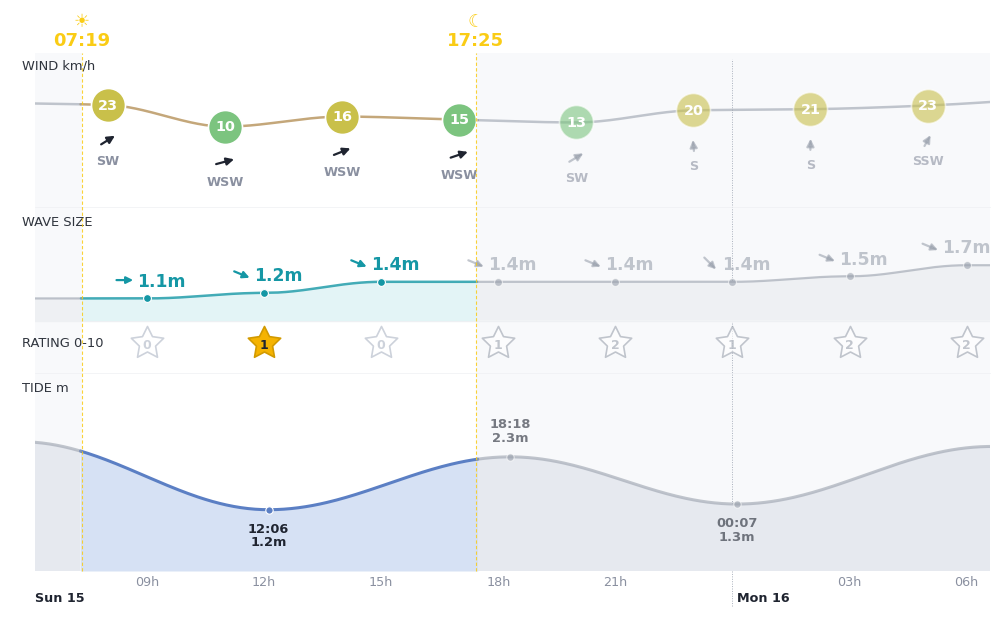 07:19 17:25
WIND km/h
23 10 16 15 13 20 21 23
SW WSW WSW WSW SW S S SSW
WAVE SIZE
1.1m 1.2m 1.4m 1.4m 1.4m 1.4m 1.5m 1.7m
RATING 0-10
0 1 0 1 2 1 2 2
TIDE m
18:18
2.3m
12:06
1.2m
00:07
1.3m
09h 12h 15h 18h 21h 03h 06h
Sun 15 Mon 16